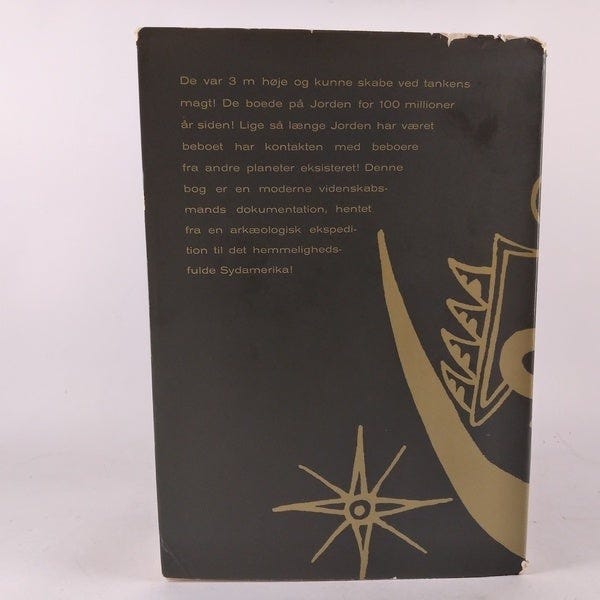 De var 3 m høje og kunne skabe ved tankens
magt! De boede på Jorden for 100 millioner
år siden! Lige så længe Jorden har været
beboet har kontakten med beboere
fra andre planeter eksisteret! Denne
bog er en moderne videnskabs-
mands dokumentation, hentet
fra en arkæologisk ekspedi-
tion til det hemmeligheds-
fulde Sydamerika!